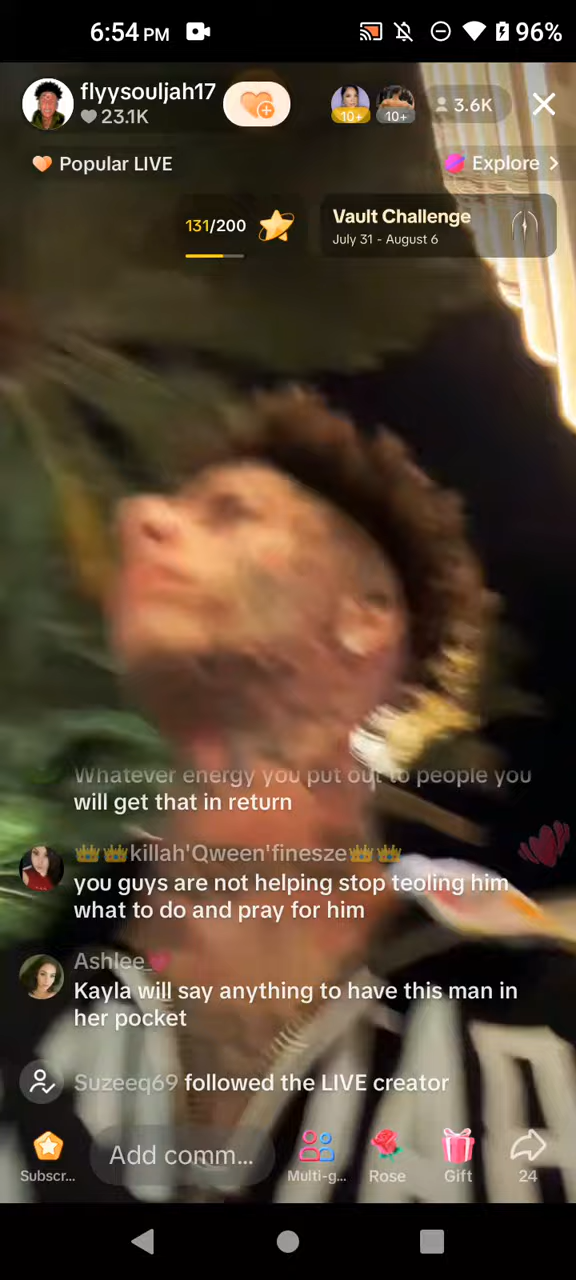 6:54 PM
96%
flyysouljah17
23.1K
10+
10+
3.6K
Popular LIVE
Explore >
131/200
Vault Challenge
July 31 - August 6
Whatever energy you put out to people you
will get that in return
👑👑killah'Qween'finesze👑👑
you guys are not helping stop teoling him
what to do and pray for him
Ashlee_💗
Kayla will say anything to have this man in
her pocket
Suzeeq69 followed the LIVE creator
Subscr...
Add comm...
Multi-g...
Rose
Gift
24